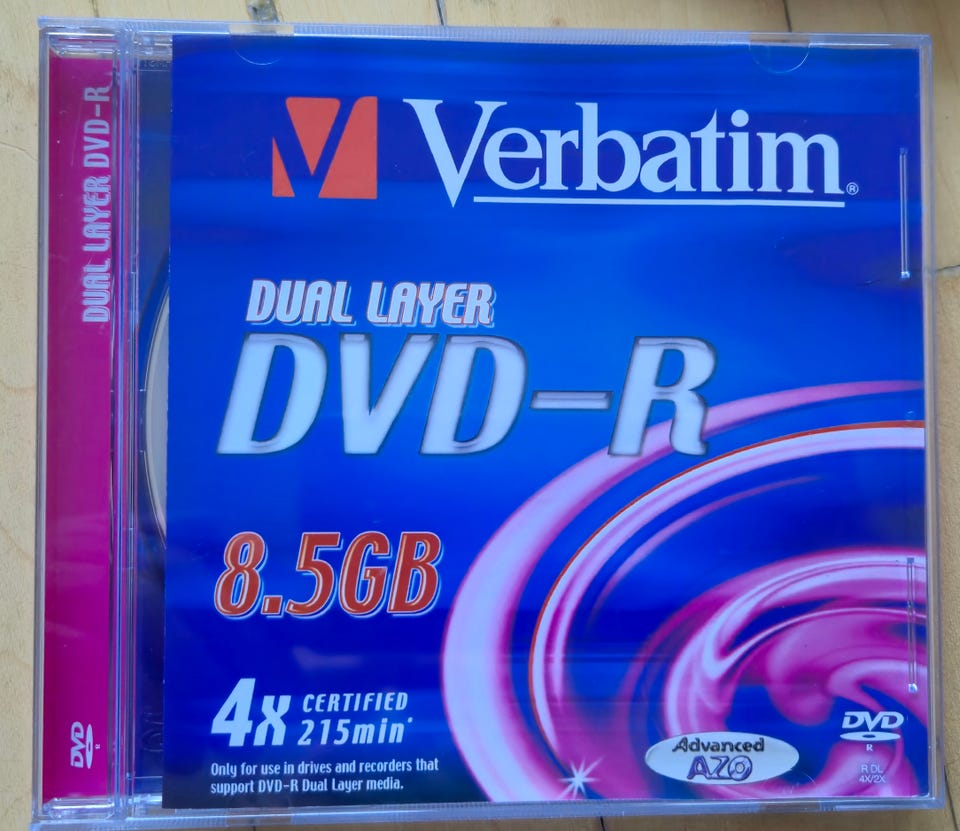 DUAL LAYER DVD-R
DVD
R
Verbatim®
DUAL LAYER
DVD-R
8.5GB
4x CERTIFIED
215min*
Only for use in drives and recorders that
support DVD-R Dual Layer media.
Advanced
AZO
DVD
R
R DL
4X/2X